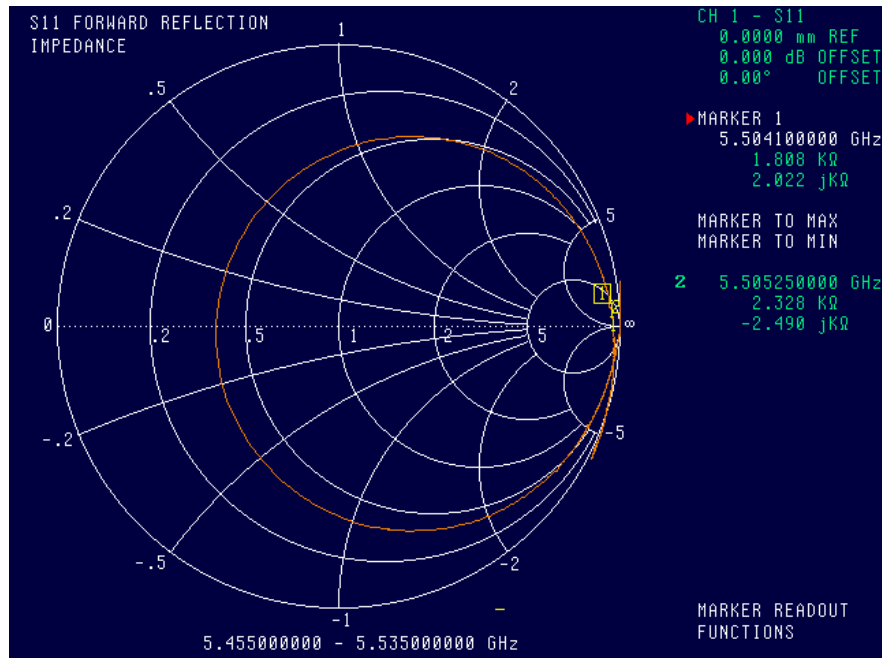 S11 FORWARD REFLECTION
IMPEDANCE
CH 1 - S11
0.0000 mm REF
0.000 dB OFFSET
0.00° OFFSET
MARKER 1
5.504100000 GHz
1.808 KΩ
2.022 jKΩ
MARKER TO MAX
MARKER TO MIN
2 5.505250000 GHz
2.328 KΩ
-2.490 jKΩ
1
.5
2
.2
5
1
2
0
.2
.5
1
2
5
∞
-.2
-5
-.5
-2
-1
5.455000000 - 5.535000000 GHz
MARKER READOUT
FUNCTIONS